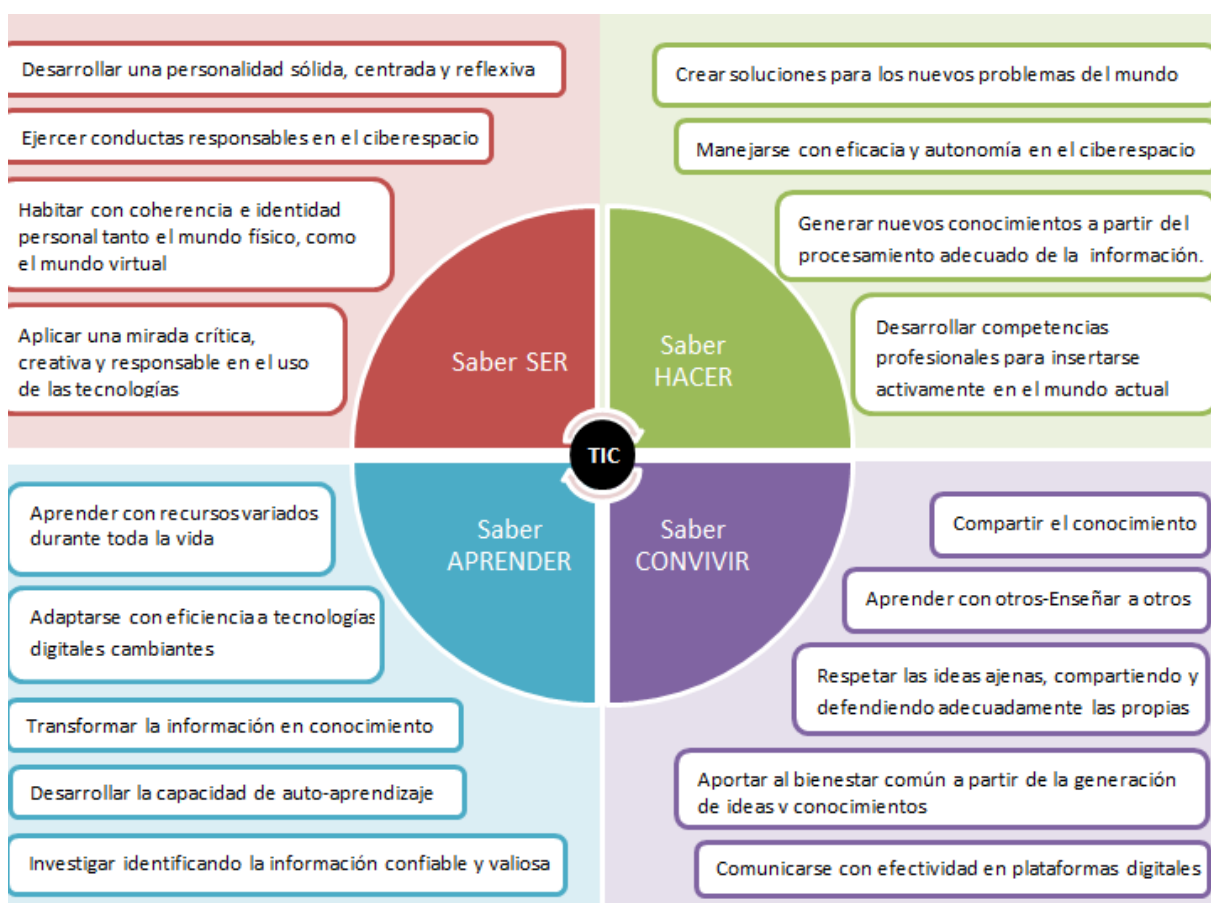 Desarrollar una personalidad sólida, centrada y reflexiva
Ejercer conductas responsables en el ciberespacio
Habitar con coherencia e identidad
personal tanto el mundo físico, como
el mundo virtual
Aplicar una mirada crítica,
creativa y responsable en el uso
de las tecnologías
Crear soluciones para los nuevos problemas del mundo
Manejarse con eficacia y autonomía en el ciberespacio
Generar nuevos conocimientos a partir del
procesamiento adecuado de la información.
Desarrollar competencias
profesionales para insertarse
activamente en el mundo actual
Saber SER
Saber
HACER
TIC
Saber
APRENDER
Saber
CONVIVIR
Aprender con recursos variados
durante toda la vida
Adaptarse con eficiencia a tecnologías
digitales cambiantes
Transformar la información en conocimiento
Desarrollar la capacidad de auto-aprendizaje
Investigar identificando la información confiable y valiosa
Compartir el conocimiento
Aprender con otros-Enseñar a otros
Respetar las ideas ajenas, compartiendo y
defendiendo adecuadamente las propias
Aportar al bienestar común a partir de la generación
de ideas y conocimientos
Comunicarse con efectividad en plataformas digitales